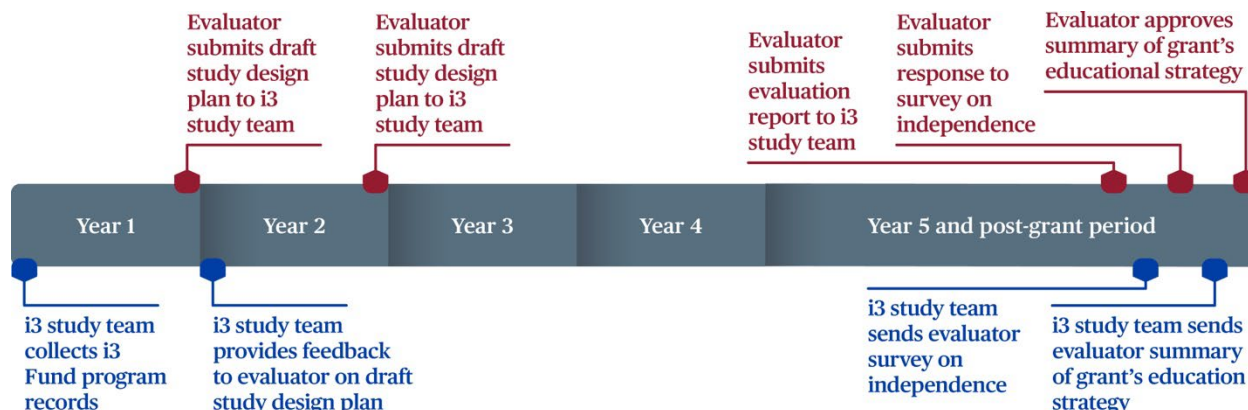 Evaluator
submits draft
study design
plan to i3
study team
Evaluator
submits draft
study design
plan to i3
study team
Evaluator
submits
evaluation
report to i3
study team
Evaluator
submits
response to
survey on
independence
Evaluator approves
summary of grant's
educational strategy
Year 1
Year 2
Year 3
Year 4
Year 5 and post-grant period
i3 study team
collects i3
Fund program
records
i3 study team
provides feedback
to evaluator on draft
study design plan
i3 study team
sends evaluator
survey on
independence
i3 study team sends
evaluator summary
of grant's education
strategy